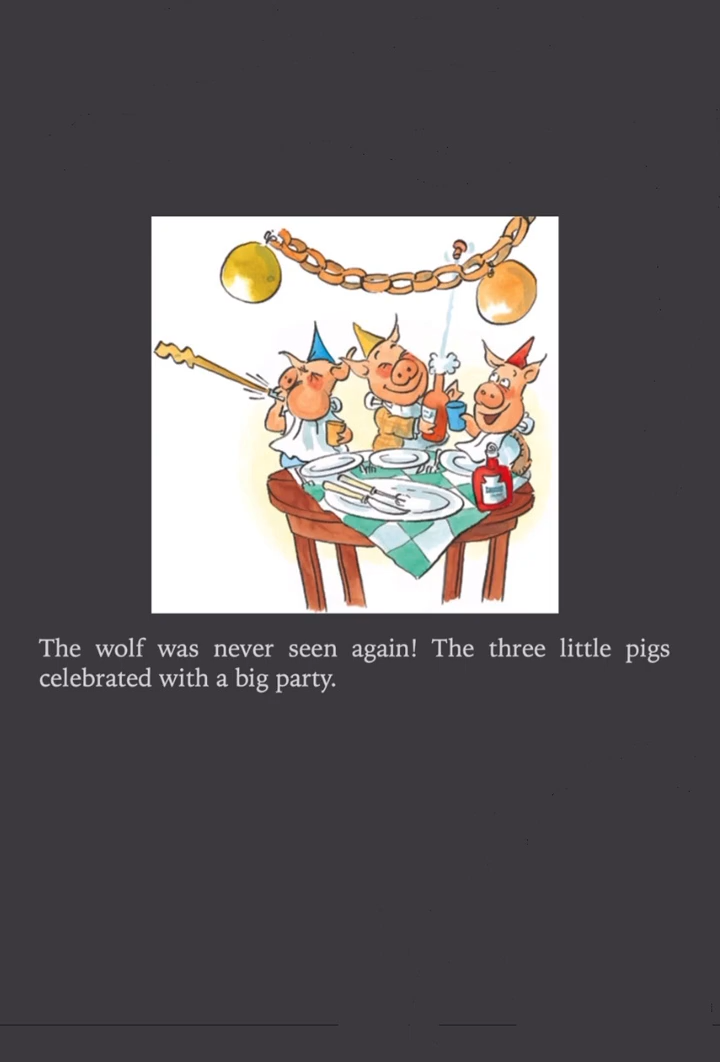 The wolf was never seen again! The three little pigs
celebrated with a big party.